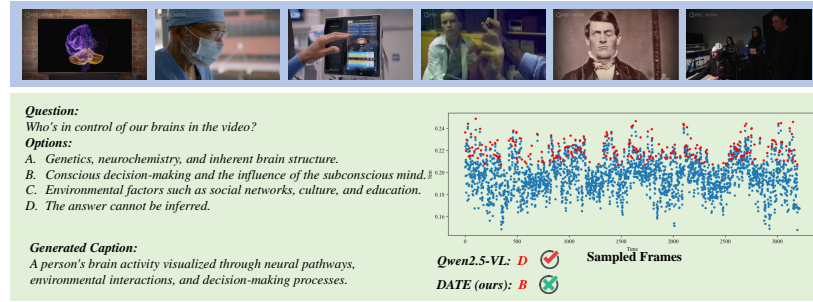 PBS NOVA
Question:
Who's in control of our brains in the video?
Options:
A. Genetics, neurochemistry, and inherent brain structure.
B. Conscious decision-making and the influence of the subconscious mind.
C. Environmental factors such as social networks, culture, and education.
D. The answer cannot be inferred.
Generated Caption:
A person's brain activity visualized through neural pathways,
environmental interactions, and decision-making processes.
0.24
0.22
0.20
0.18
0.16
0 500 1000 1500 2000 2500 3000
Time
Sampled Frames
Qwen2.5-VL: D
DATE (ours): B